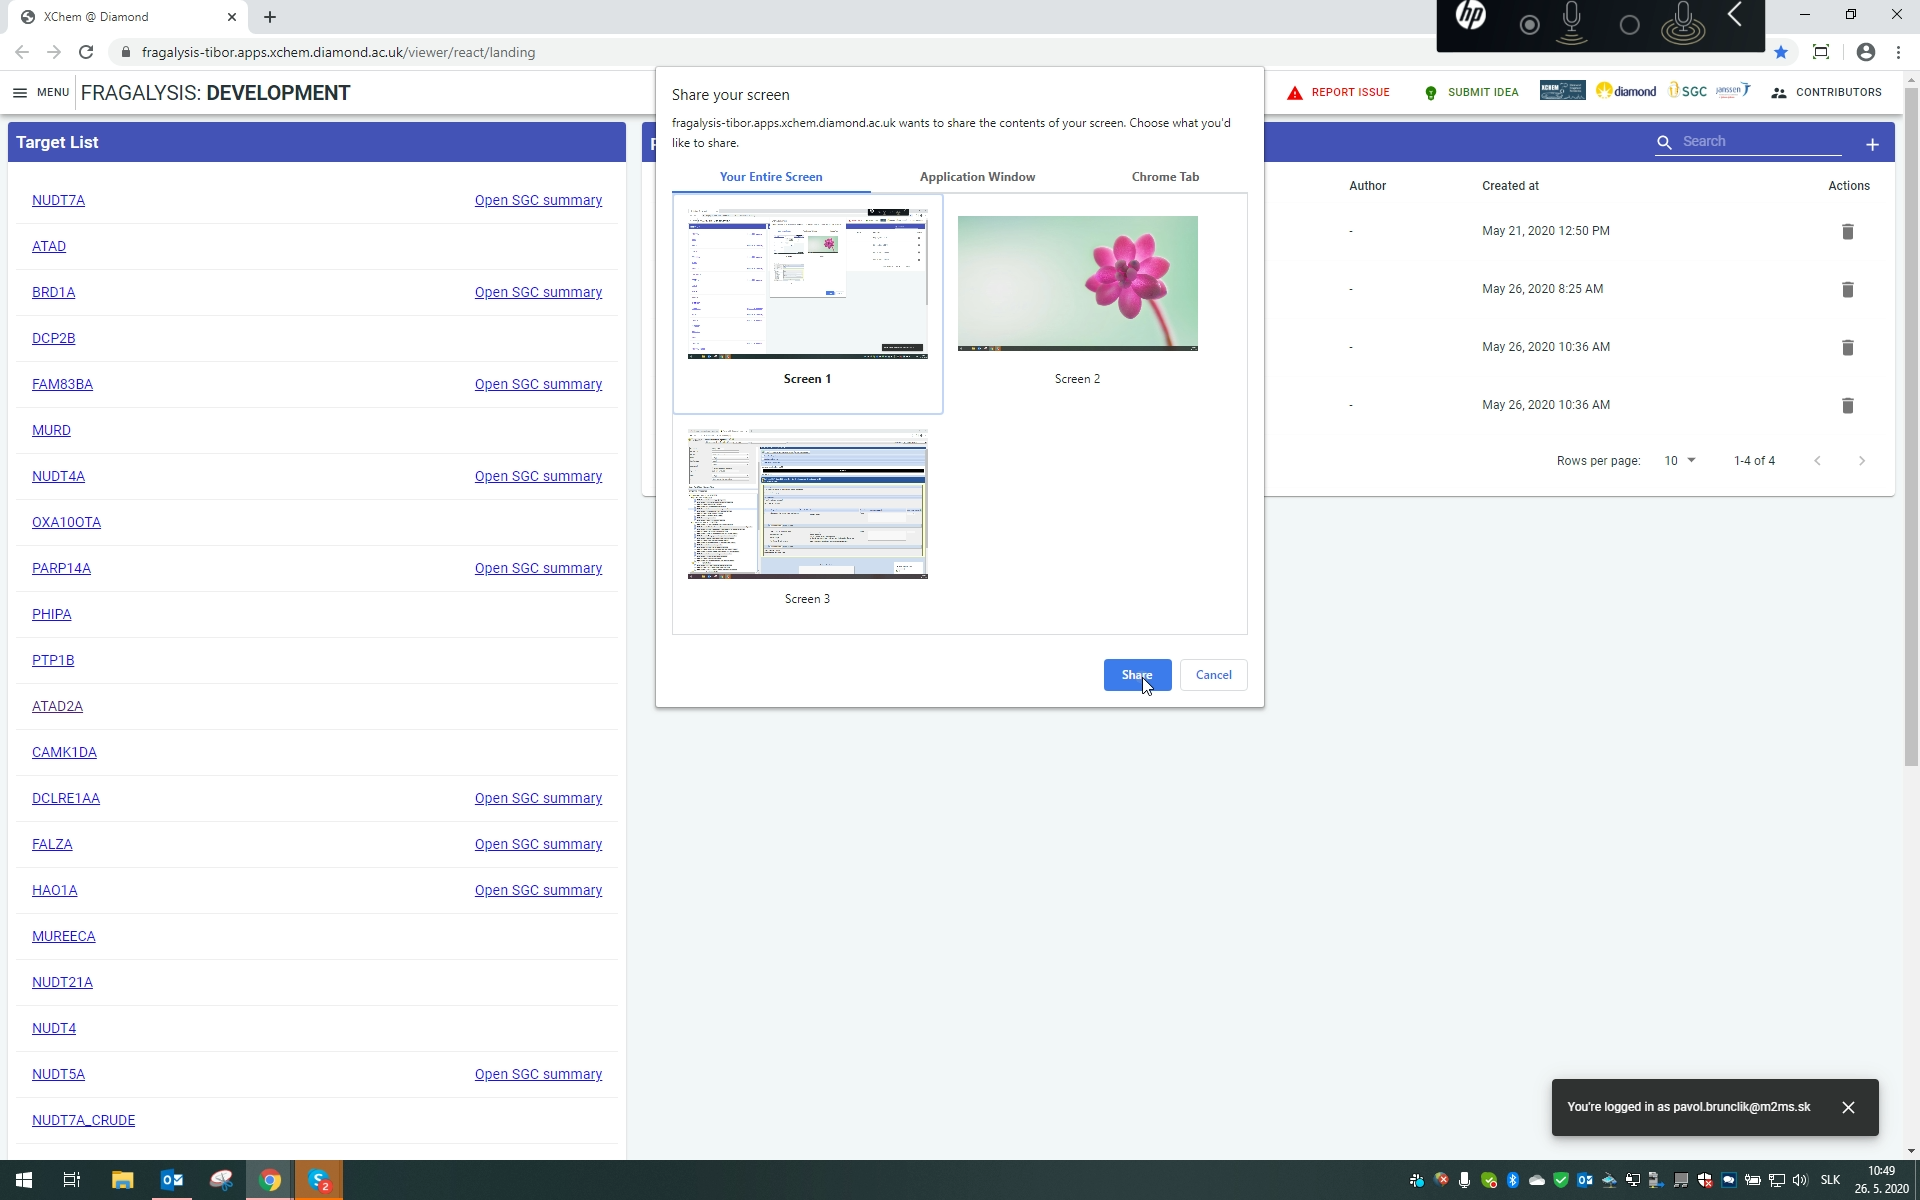 XChem @ Diamond
fragalysis-tibor.apps.xchem.diamond.ac.uk/viewer/react/landing
MENU FRAGALYSIS: DEVELOPMENT
REPORT ISSUE
SUBMIT IDEA
diamond
SGC
janssen
CONTRIBUTORS
Target List
NUDT7A Open SGC summary
ATAD
BRD1A Open SGC summary
DCP2B
FAM83BA Open SGC summary
MURD
NUDT4A Open SGC summary
OXA10OTA
PARP14A Open SGC summary
PHIPA
PTP1B
ATAD2A
CAMK1DA
DCLRE1AA Open SGC summary
FALZA Open SGC summary
HAO1A Open SGC summary
MUREECA
NUDT21A
NUDT4
NUDT5A Open SGC summary
NUDT7A_CRUDE
Share your screen
fragalysis-tibor.apps.xchem.diamond.ac.uk wants to share the contents of your screen. Choose what you'd
like to share.
Your Entire Screen Application Window Chrome Tab
Screen 1 Screen 2
Screen 3
Share Cancel
Search
Author Created at Actions
- May 21, 2020 12:50 PM
- May 26, 2020 8:25 AM
- May 26, 2020 10:36 AM
- May 26, 2020 10:36 AM
Rows per page: 10 1-4 of 4
You're logged in as pavol.brunclik@m2ms.sk
hp
SLK
10:49
26. 5. 2020